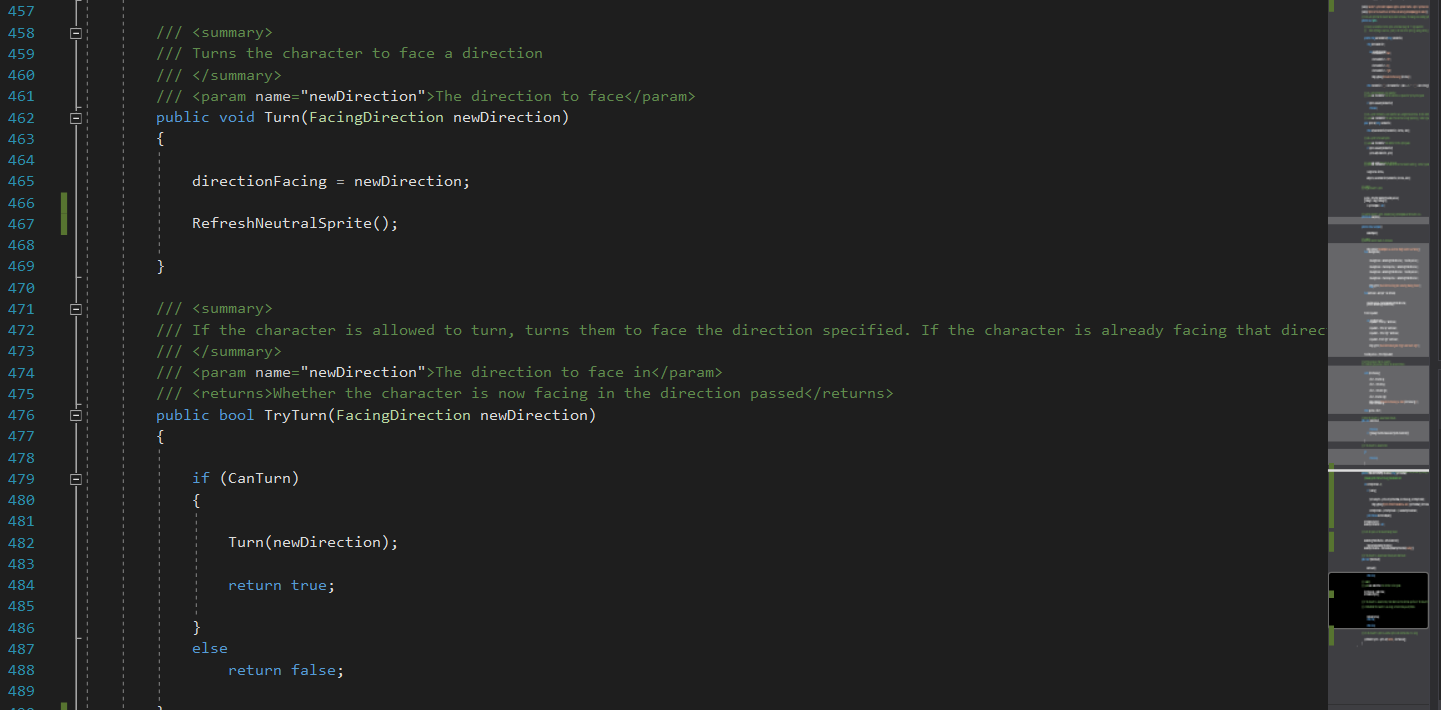 457
458 /// <summary>
459 /// Turns the character to face a direction
460 /// </summary>
461 /// <param name="newDirection">The direction to face</param>
462 public void Turn(FacingDirection newDirection)
463 {
464
465 directionFacing = newDirection;
466
467 RefreshNeutralSprite();
468
469 }
470
471 /// <summary>
472 /// If the character is allowed to turn, turns them to face the direction specified. If the character is already facing that direc
473 /// </summary>
474 /// <param name="newDirection">The direction to face in</param>
475 /// <returns>Whether the character is now facing in the direction passed</returns>
476 public bool TryTurn(FacingDirection newDirection)
477 {
478
479 if (CanTurn)
480 {
481
482 Turn(newDirection);
483
484 return true;
485
486 }
487 else
488 return false;
489